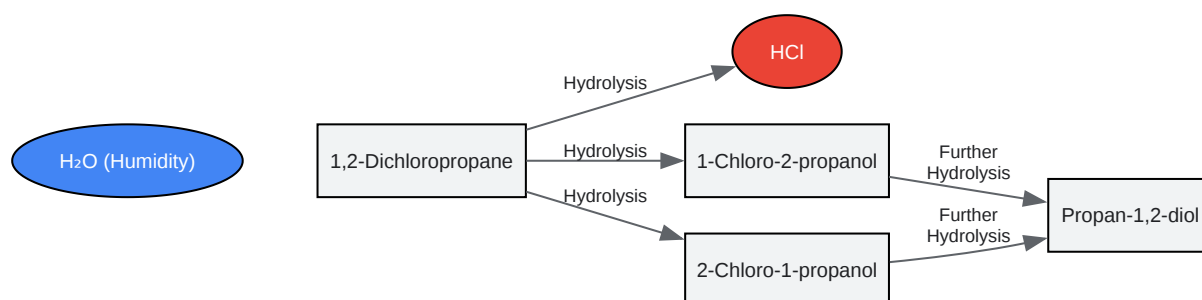 HCl
Hydrolysis
H₂O (Humidity)
1,2-Dichloropropane
Hydrolysis
1-Chloro-2-propanol
Further
Hydrolysis
Hydrolysis
Propan-1,2-diol
Further
Hydrolysis
2-Chloro-1-propanol